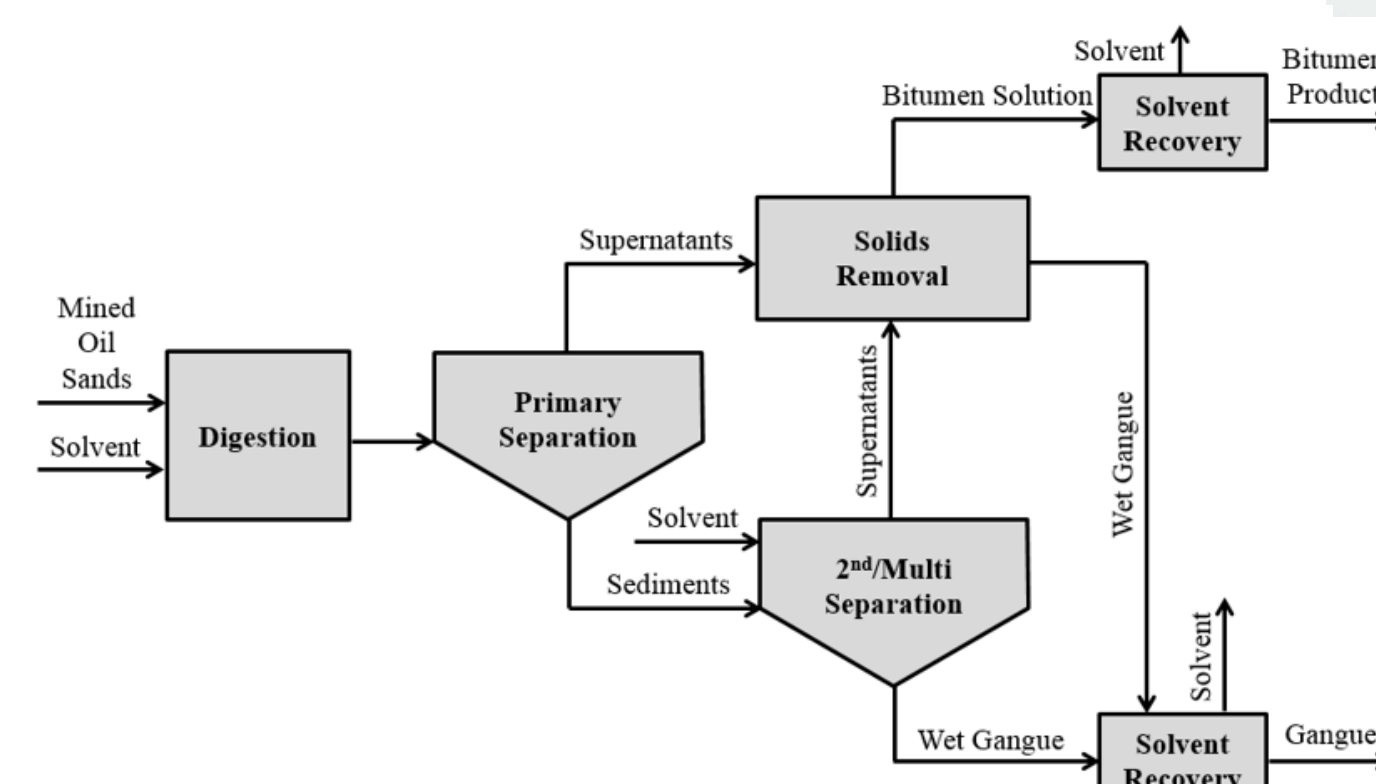 Solvent
Bitumen
Product
Bitumen Solution
Solvent
Recovery
Supernatants
Solids
Removal
Mined
Oil
Sands
Solvent
Digestion
Primary
Separation
Supernatants
Wet Gangue
Solvent
Sediments
2nd/Multi
Separation
Solvent
Wet Gangue
Solvent
Recovery
Gangue